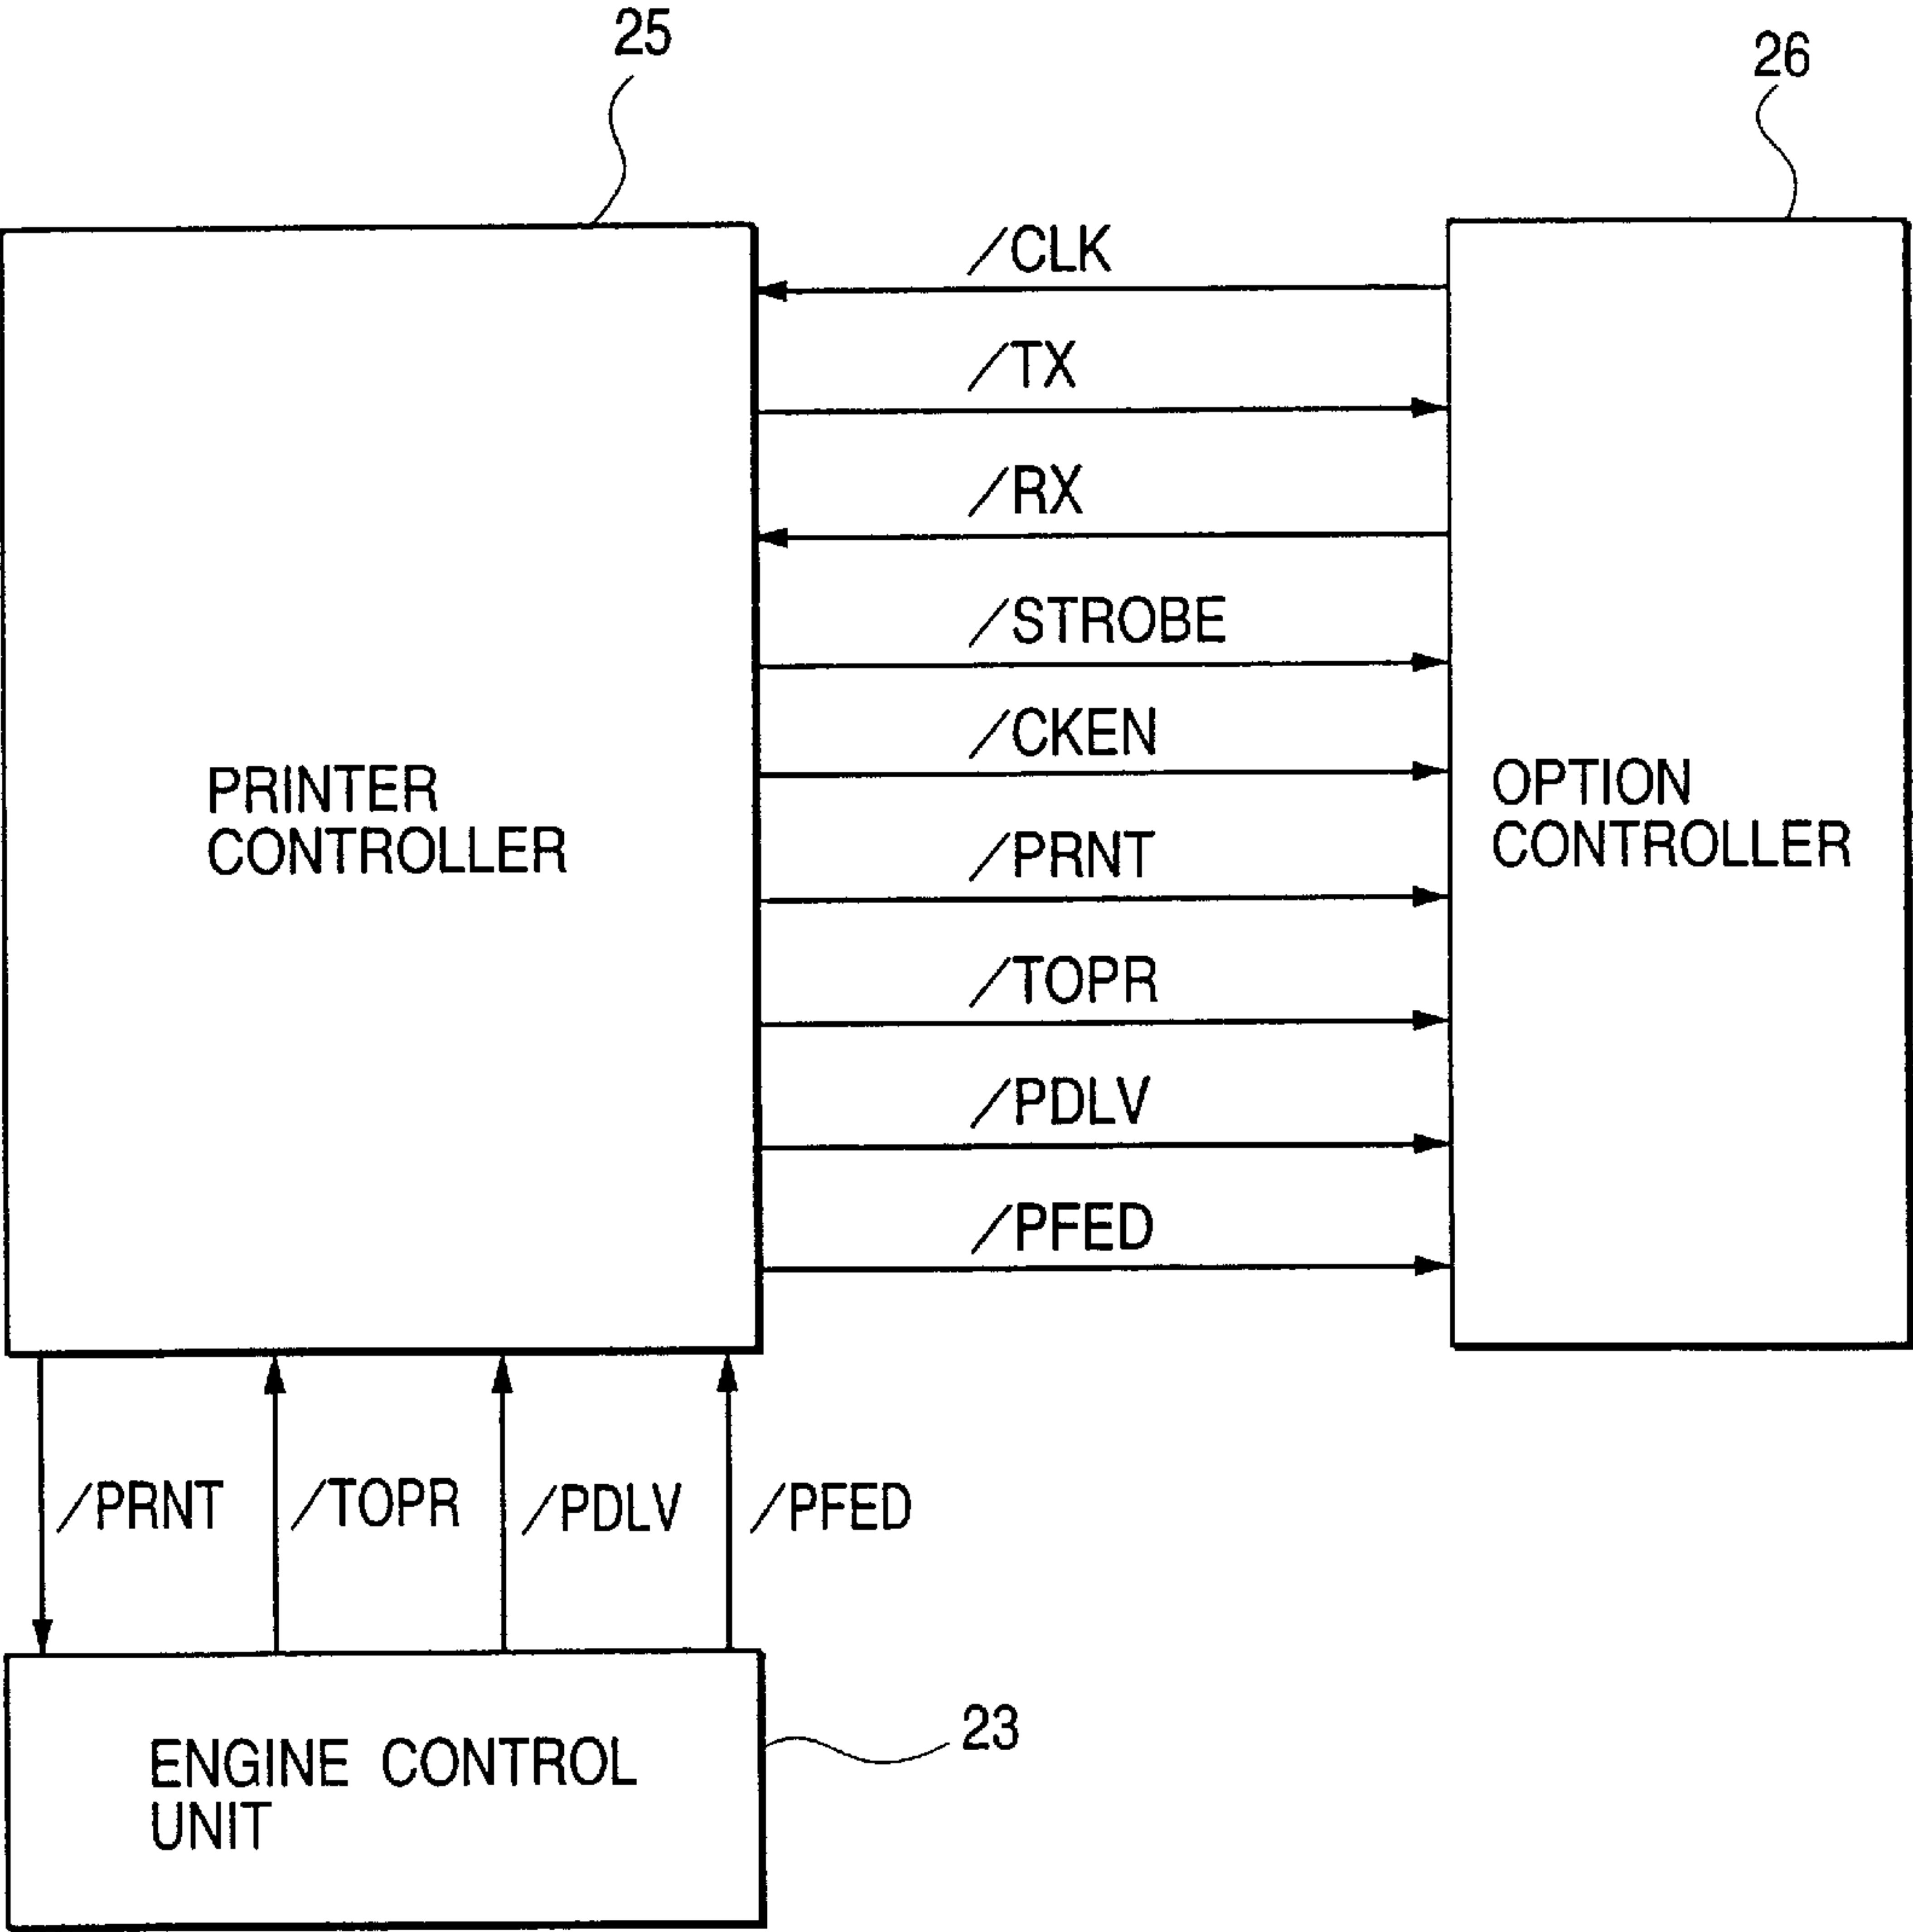 25
26
/CLK
/TX
/RX
/STROBE
/CKEN
PRINTER
CONTROLLER
OPTION
CONTROLLER
/PRNT
/TOPR
/PDLV
/PFED
/PRNT
/TOPR
/PDLV
/PFED
23
ENGINE CONTROL
UNIT